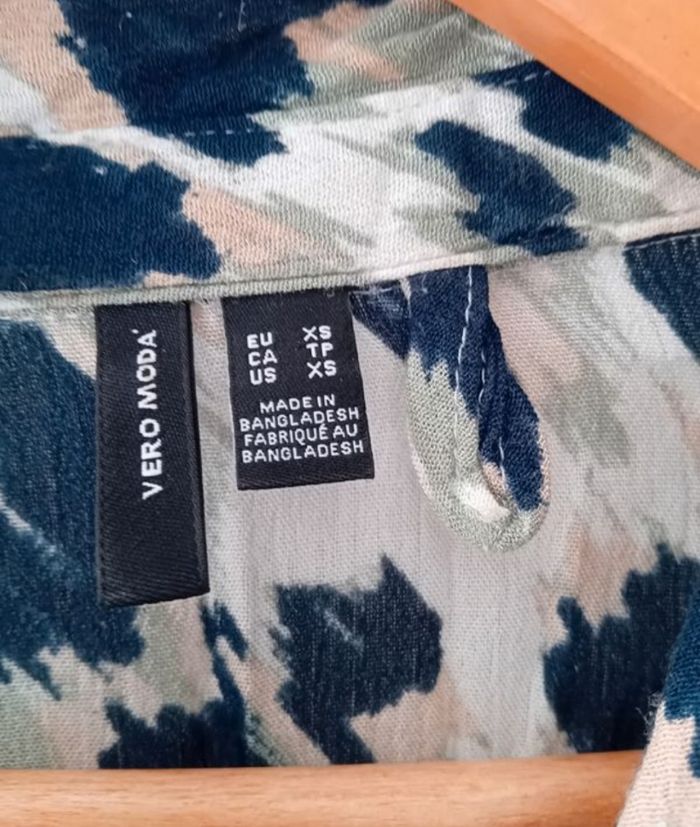 VERO MODA
EU XS
CA TP
US XS
MADE IN
BANGLADESH
FABRIQUÉ AU
BANGLADESH